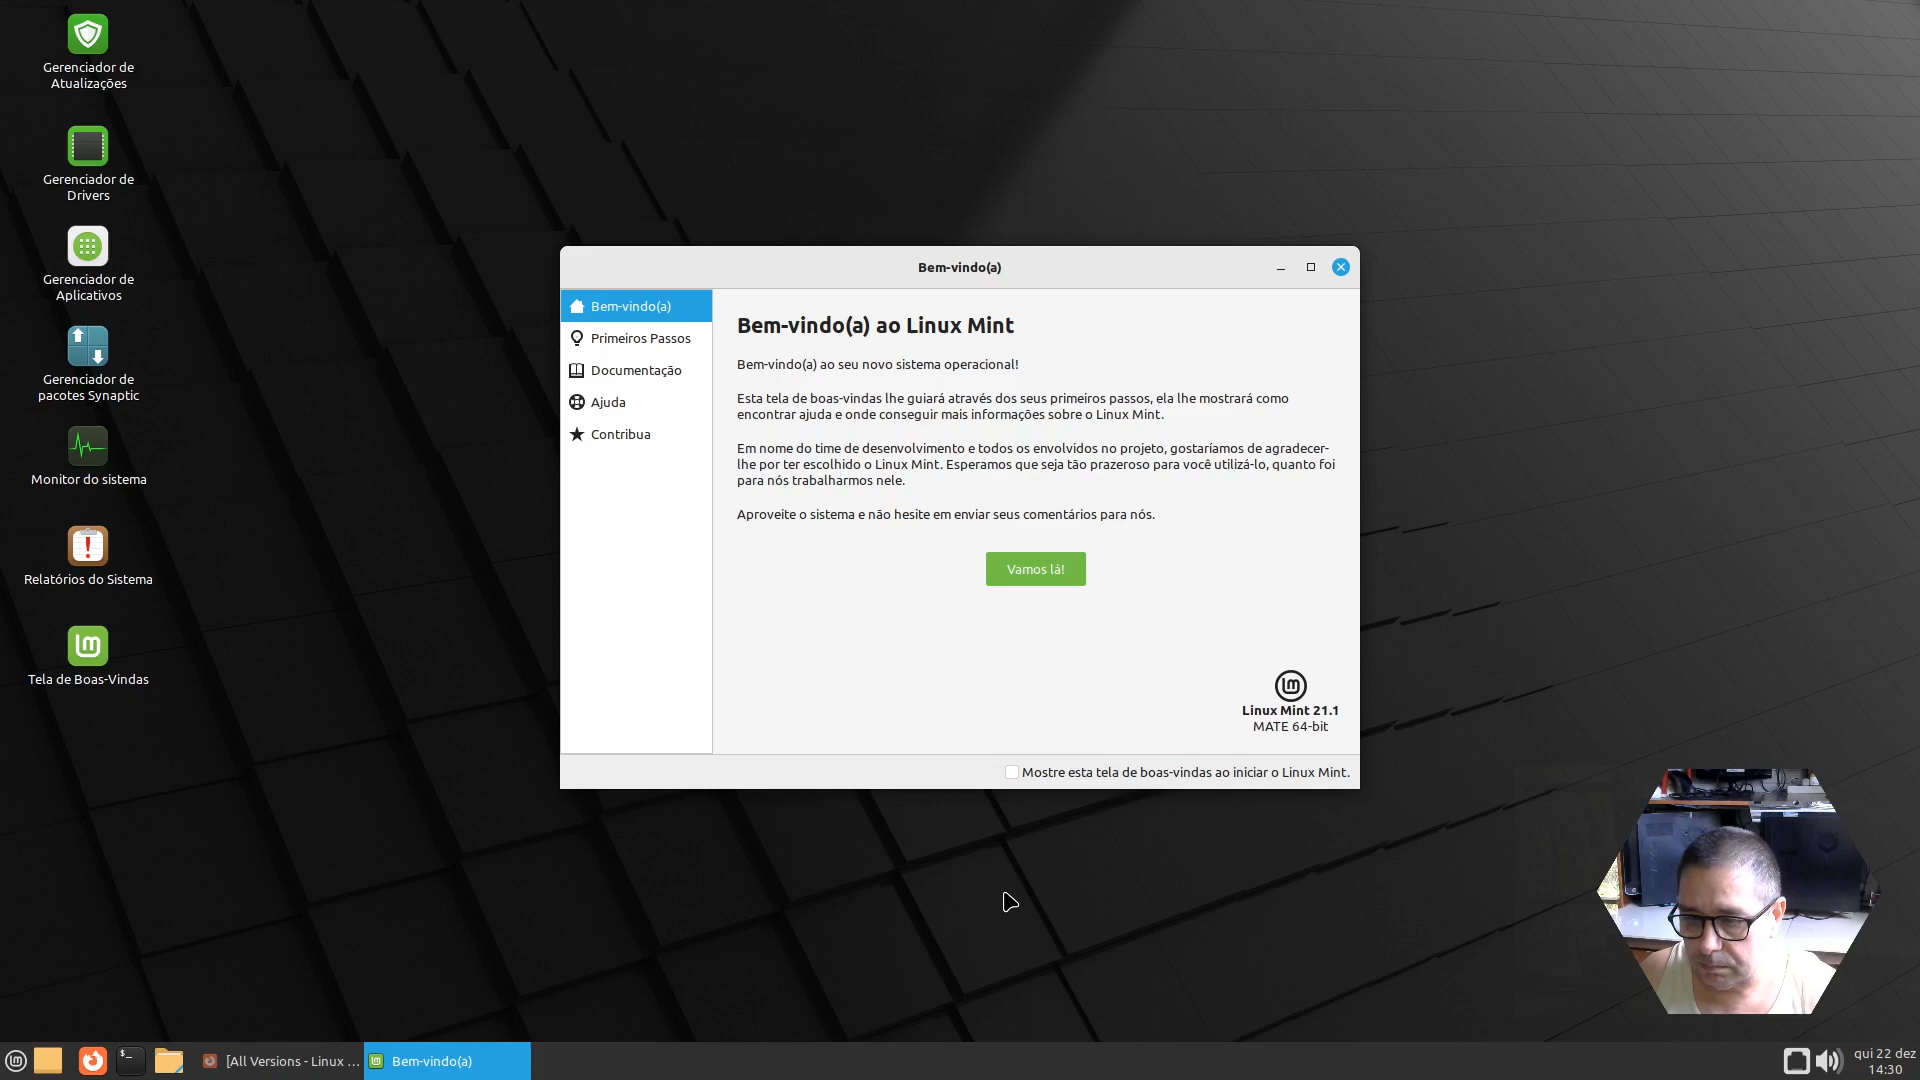 Gerenciador de
Atualizações
Gerenciador de
Drivers
Gerenciador de
Aplicativos
Gerenciador de
pacotes Synaptic
Monitor do sistema
Relatórios do Sistema
Tela de Boas-Vindas
Bem-vindo(a)
Bem-vindo(a)
Primeiros Passos
Documentação
Ajuda
Contribua
Bem-vindo(a) ao Linux Mint
Bem-vindo(a) ao seu novo sistema operacional!
Esta tela de boas-vindas lhe guiará através dos seus primeiros passos, ela lhe mostrará como
encontrar ajuda e onde conseguir mais informações sobre o Linux Mint.
Em nome do time de desenvolvimento e todos os envolvidos no projeto, gostaríamos de agradecer-
lhe por ter escolhido o Linux Mint. Esperamos que seja tão prazeroso para você utilizá-lo, quanto foi
para nós trabalharmos nele.
Aproveite o sistema e não hesite em enviar seus comentários para nós.
Vamos lá!
Linux Mint 21.1
MATE 64-bit
Mostre esta tela de boas-vindas ao iniciar o Linux Mint.
[All Versions - Linux ...
Bem-vindo(a)
qui 22 dez
14:30